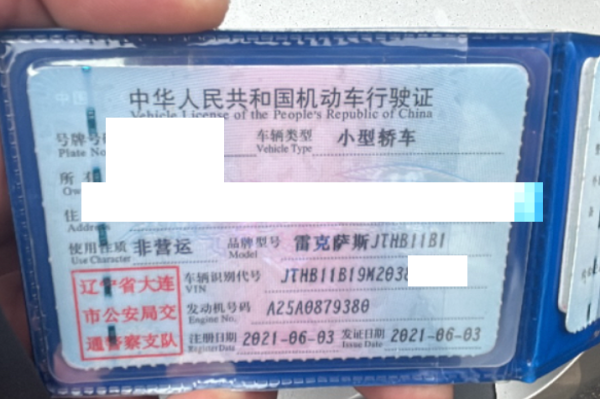 中华人民共和国机动车行驶证
Vehicle License of the People's Republic of China
号牌号
Plate No
车辆类型 小型轿车
Vehicle Type
所
Ow
住
Address
使用性质 非营运
Use Character
品牌型号 雷克萨斯JTHB11B1
Model
辽宁省大连
市公安局交
通警察支队
车辆识别代号 JTHB11B19M2038
VIN
发动机号码 A25A0879380
Engine No.
注册日期 2021-06-03
Register Date
发证日期 2021-06-03
Issue Date